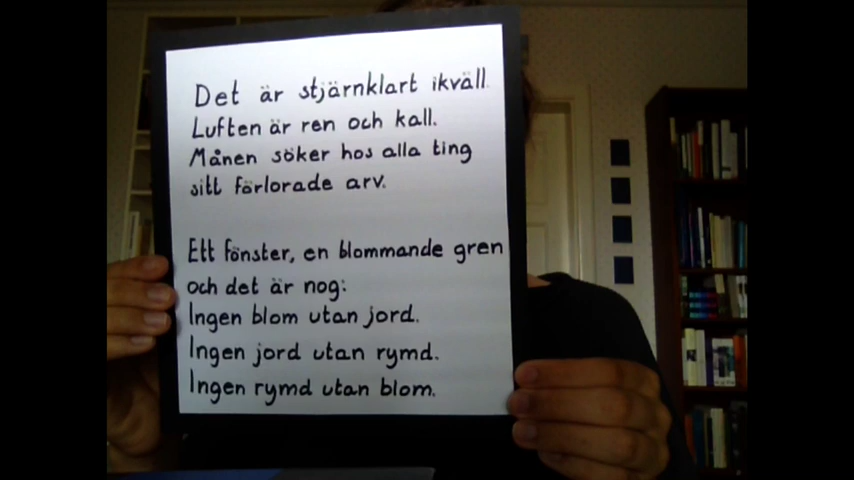 Det är stjärnklart ikväll.
Luften är ren och kall.
Månen söker hos alla ting
sitt förlorade arv.
Ett fönster, en blommande gren
och det är nog:
Ingen blom utan jord.
Ingen jord utan rymd.
Ingen rymd utan blom.